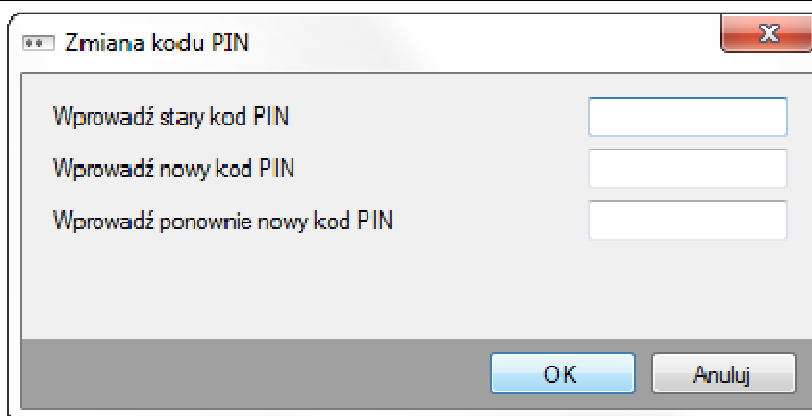 Zmiana kodu PIN
Wprowadź stary kod PIN
Wprowadź nowy kod PIN
Wprowadź ponownie nowy kod PIN
OK Anuluj